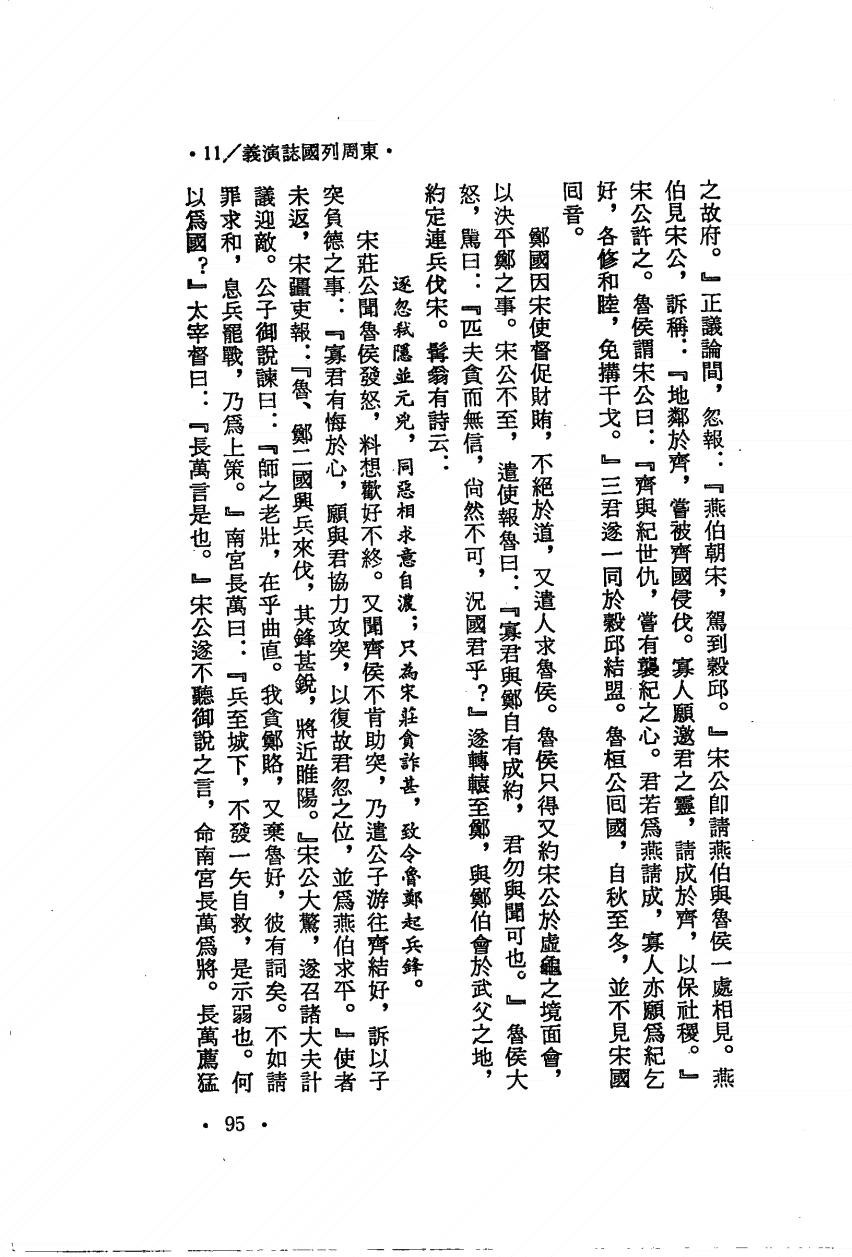 ·東周列國誌演義/11·
之故府。』正議論間，忽報：『燕伯朝宋，駕到穀邱。』宋公卽請燕伯與魯侯一處相見。燕
伯見宋公，訴稱：『地鄰於齊，嘗被齊國侵伐。寡人願邀君之靈，請成於齊，以保社稷。』
宋公許之。魯侯謂宋公曰：『齊與紀世仇，嘗有襲紀之心。君若爲燕請成，寡人亦願爲紀乞
好，各修和睦，免搆干戈。』三君遂一同於穀邱結盟。魯桓公囘國，自秋至冬，並不見宋國
囘音。
鄭國因宋使督促財賄，不絕於道，又遣人求魯侯。魯侯只得又約宋公於虛龜之境面會，
以決平鄭之事。宋公不至，遣使報魯曰：『寡君與鄭自有成約，君勿與聞可也。』魯侯大
怒，罵曰：『匹夫貪而無信，尙然不可，況國君乎？』遂轉轅至鄭，與鄭伯會於武父之地，
約定連兵伐宋。髯翁有詩云：
逐忽弒隱並元兇，同惡相求意自濃；只為宋莊貪詐甚，致令魯鄭起兵鋒。
宋莊公聞魯侯發怒，料想歡好不終。又聞齊侯不肯助突，乃遣公子游往齊結好，訴以子
突負德之事：『寡君有悔於心，願與君協力攻突，以復故君忽之位，並爲燕伯求平。』使者
未返，宋疆吏報：『魯、鄭二國興兵來伐，其鋒甚銳，將近睢陽。』宋公大驚，遂召諸大夫計
議迎敵。公子御說諫曰：『師之老壯，在乎曲直。我貪鄭賂，又棄魯好，彼有詞矣。不如請
罪求和，息兵罷戰，乃爲上策。』南宮長萬曰：『兵至城下，不發一矢自救，是示弱也。何
以爲國？』太宰督曰：『長萬言是也。』宋公遂不聽御說之言，命南宮長萬爲將。長萬薦猛
·95·